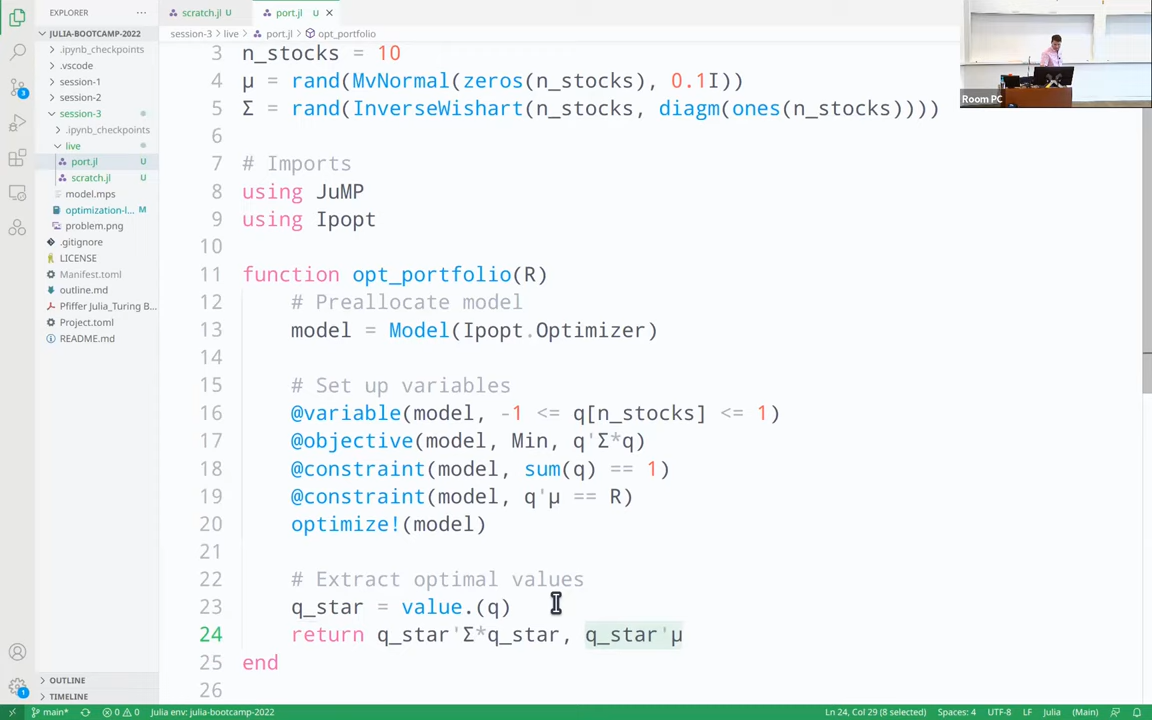 EXPLORER
scratch.jl U
port.jl U
JULIA-BOOTCAMP-2022
session-3 > live > port.jl > opt_portfolio
.ipynb_checkpoints
.vscode
session-1
session-2
session-3
.ipynb_checkpoints
live
port.jl U
scratch.jl U
model.mps
optimization-l... M
problem.png
.gitignore
LICENSE
Manifest.toml
outline.md
Pfiffer Julia_Turing B...
Project.toml
README.md
OUTLINE
TIMELINE
3 n_stocks = 10
4 μ = rand(MvNormal(zeros(n_stocks), 0.1I))
5 Σ = rand(InverseWishart(n_stocks, diagm(ones(n_stocks))))
6
7 # Imports
8 using JuMP
9 using Ipopt
10
11 function opt_portfolio(R)
12 # Preallocate model
13 model = Model(Ipopt.Optimizer)
14
15 # Set up variables
16 @variable(model, -1 <= q[n_stocks] <= 1)
17 @objective(model, Min, q'Σ*q)
18 @constraint(model, sum(q) == 1)
19 @constraint(model, q'μ == R)
20 optimize!(model)
21
22 # Extract optimal values
23 q_star = value.(q)
24 return q_star'Σ*q_star, q_star'μ
25 end
26
Room PC
3
1
main* 0 0 Julia env: julia-bootcamp-2022
Ln 24, Col 29 (8 selected) Spaces: 4 UTF-8 LF Julia (Main)